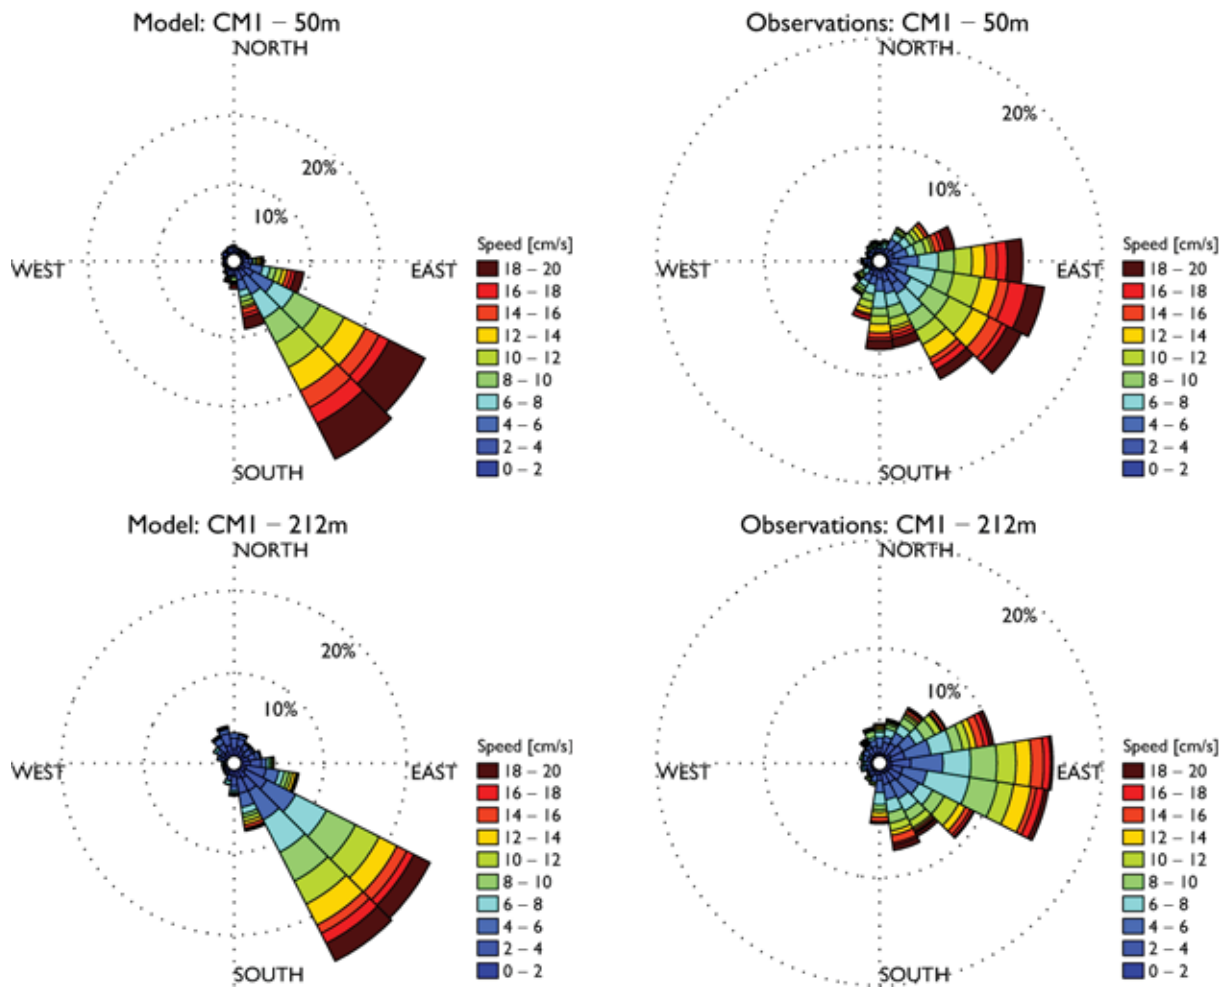 Model: CM1 − 50m
NORTH
20%
10%
WEST
EAST
SOUTH
Speed [cm/s]
18 – 20
16 – 18
14 – 16
12 – 14
10 – 12
8 – 10
6 – 8
4 – 6
2 – 4
0 – 2
Observations: CM1 − 50m
NORTH
20%
10%
WEST
EAST
SOUTH
Speed [cm/s]
18 – 20
16 – 18
14 – 16
12 – 14
10 – 12
8 – 10
6 – 8
4 – 6
2 – 4
0 – 2
Model: CM1 − 212m
NORTH
20%
10%
WEST
EAST
SOUTH
Speed [cm/s]
18 – 20
16 – 18
14 – 16
12 – 14
10 – 12
8 – 10
6 – 8
4 – 6
2 – 4
0 – 2
Observations: CM1 − 212m
NORTH
20%
10%
WEST
EAST
SOUTH
Speed [cm/s]
18 – 20
16 – 18
14 – 16
12 – 14
10 – 12
8 – 10
6 – 8
4 – 6
2 – 4
0 – 2